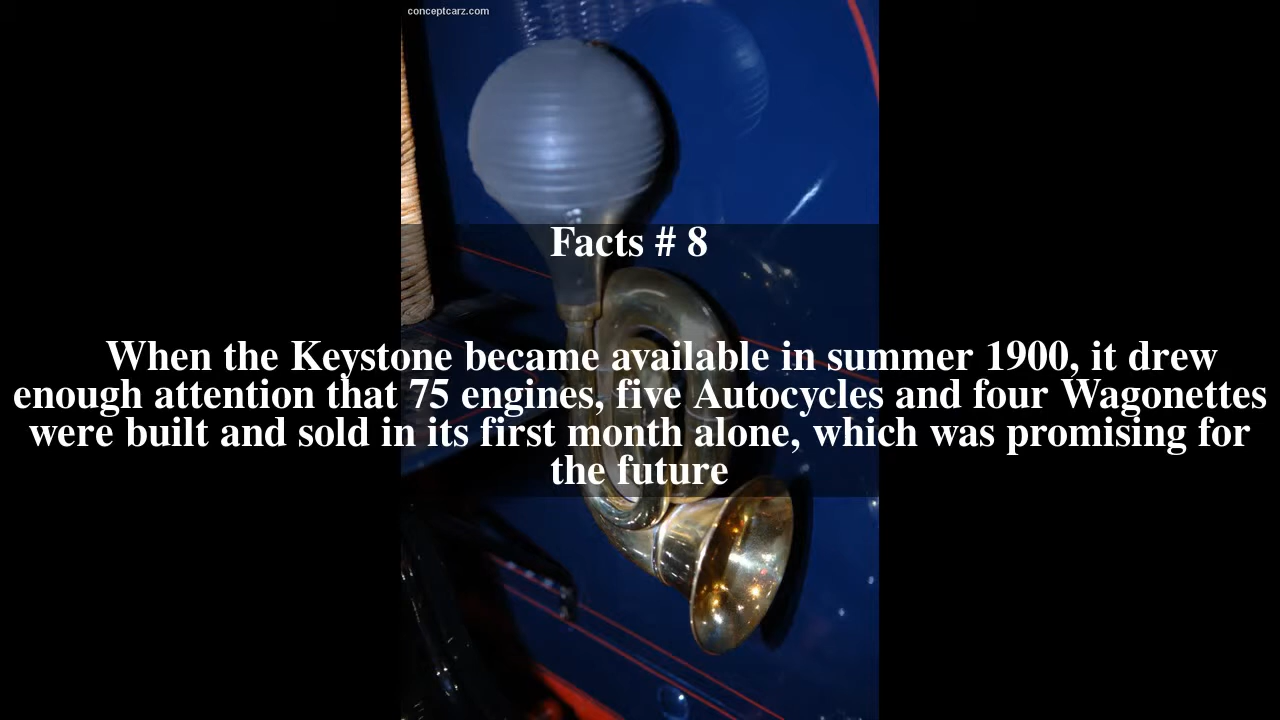 conceptcarz.com
Facts # 8
When the Keystone became available in summer 1900, it drew
enough attention that 75 engines, five Autocycles and four Wagonettes
were built and sold in its first month alone, which was promising for
the future